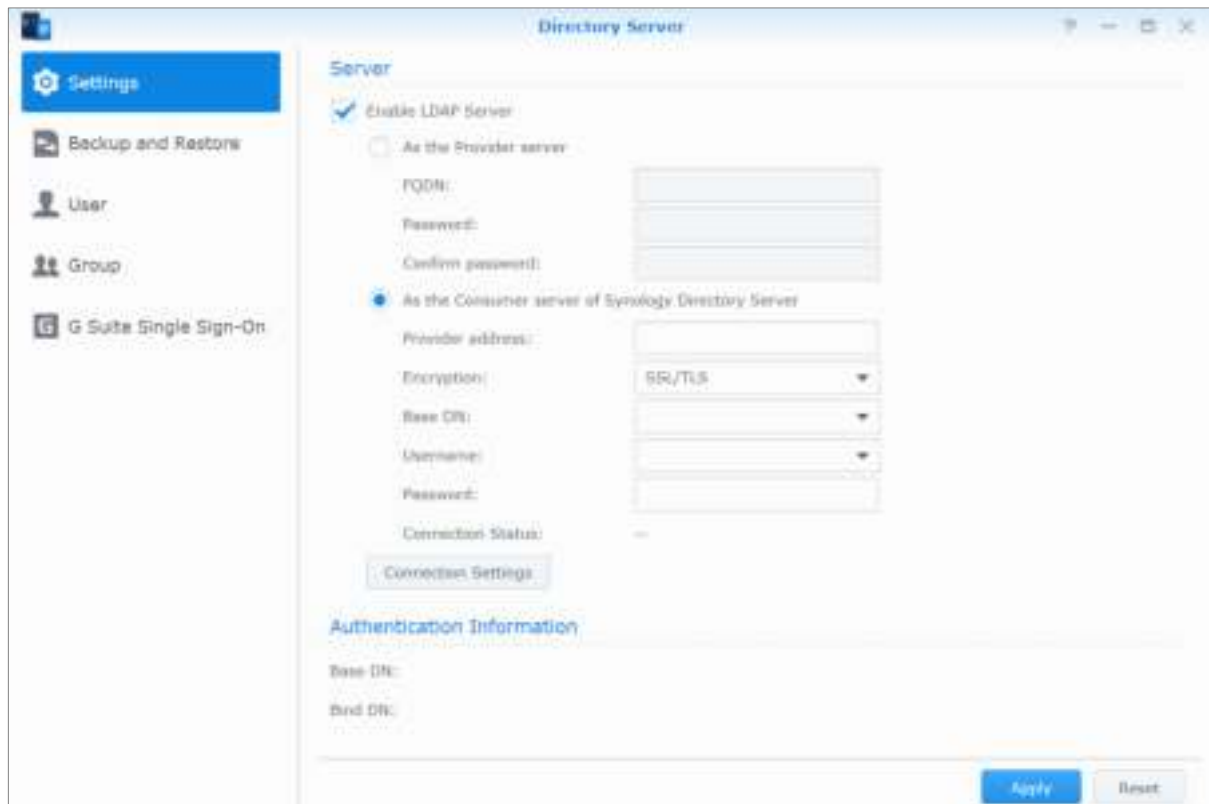 Directory Server
Settings
Backup and Restore
User
Group
G Suite Single Sign-On
Server
Enable LDAP Server
As the Provider server
FQDN:
Password:
Confirm password:
As the Consumer server of Synology Directory Server
Provider address:
Encryption: SSL/TLS
Base DN:
Username:
Password:
Connection Status: --
Connection Settings
Authentication Information
Base DN:
Bind DN:
Apply Reset